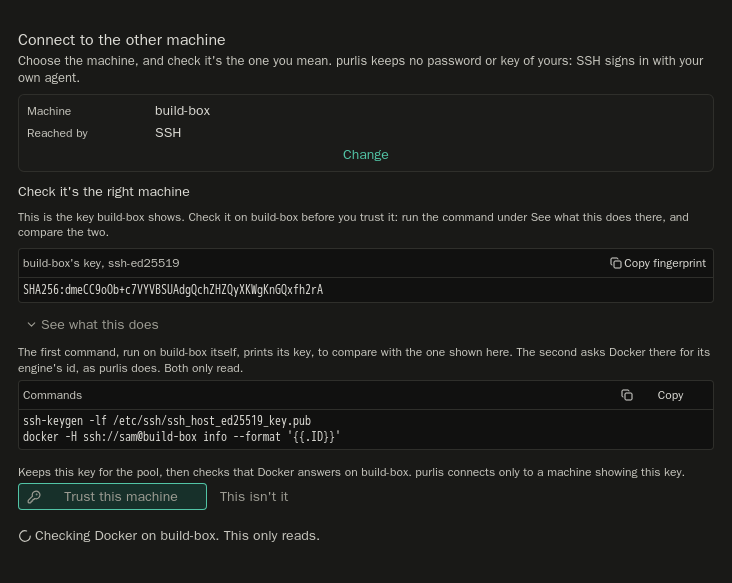 Connect to the other machine
Choose the machine, and check it's the one you mean. purlis keeps no password or key of yours: SSH signs in with your
own agent.
Machine build-box
Reached by SSH
Change
Check it's the right machine
This is the key build-box shows. Check it on build-box before you trust it: run the command under See what this does there, and
compare the two.
build-box's key, ssh-ed25519 Copy fingerprint
SHA256:dmeCC9oOb+c7VYVBSUAdgQchZHZQyXKWgKnGQxfh2rA
See what this does
The first command, run on build-box itself, prints its key, to compare with the one shown here. The second asks Docker there for its
engine's id, as purlis does. Both only read.
Commands Copy
ssh-keygen -lf /etc/ssh/ssh_host_ed25519_key.pub
docker -H ssh://sam@build-box info --format '{{.ID}}'
Keeps this key for the pool, then checks that Docker answers on build-box. purlis connects only to a machine showing this key.
Trust this machine This isn't it
Checking Docker on build-box. This only reads.